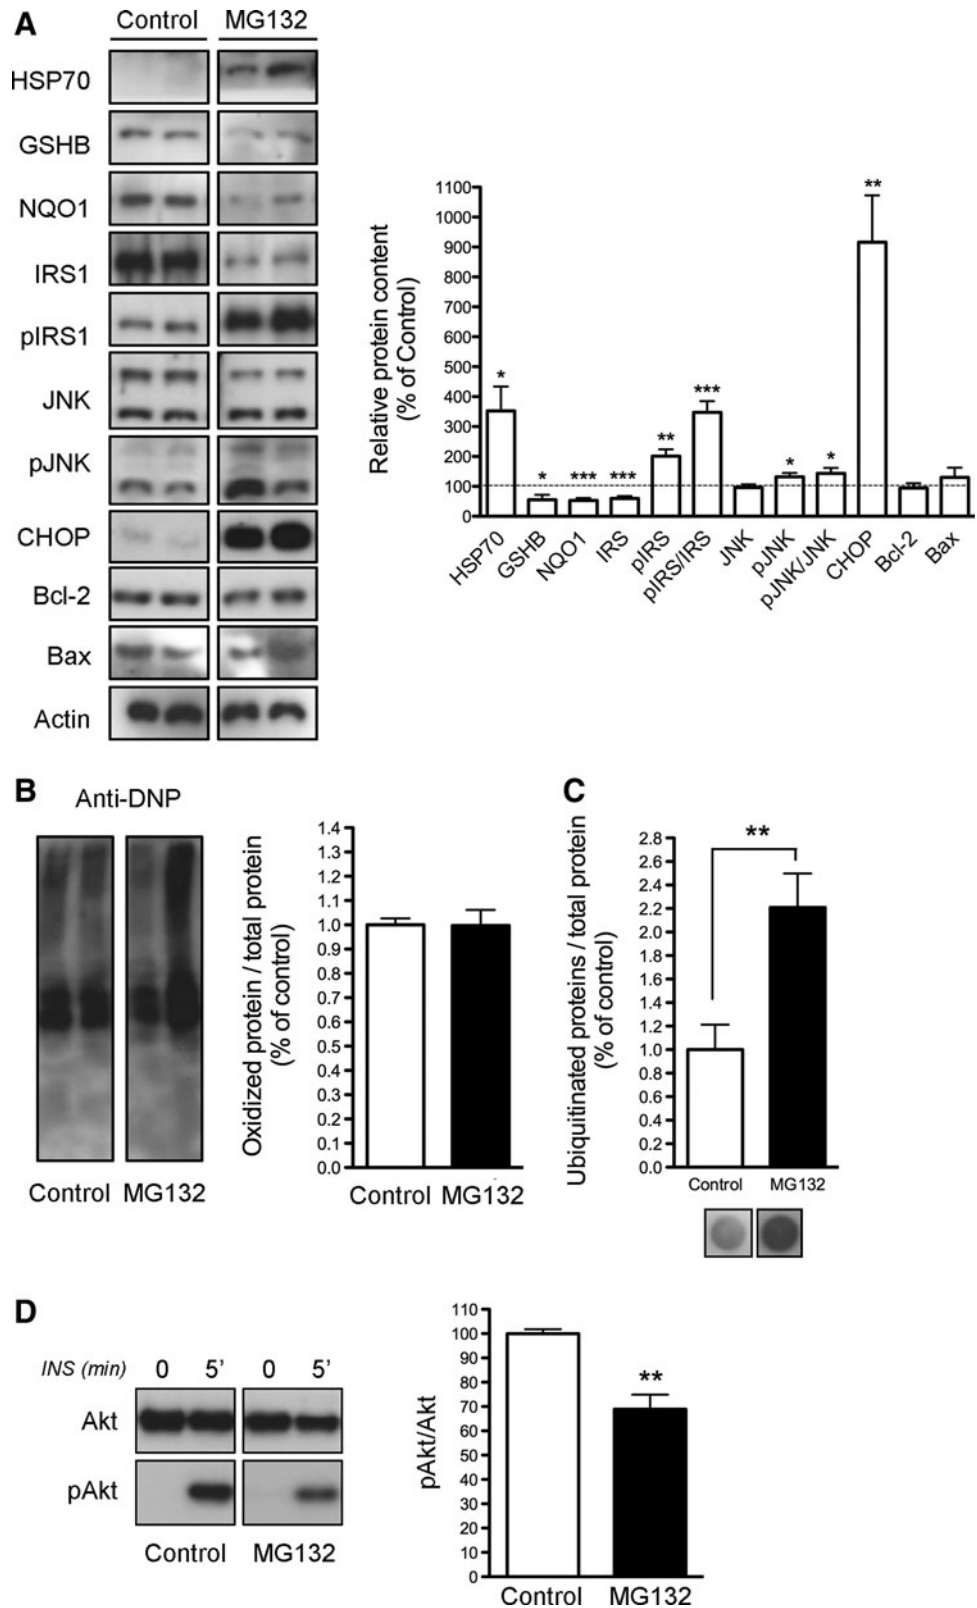 A
Control MG132
HSP70
GSHB
NQO1
IRS1
pIRS1
JNK
pJNK
CHOP
Bcl-2
Bax
Actin
Relative protein content
(% of Control)
1100
1000
900
800
700
600
500
400
300
200
100
0
* * *** *** ** *** * * **
HSP70 GSHB NQO1 IRS pIRS pIRS/IRS JNK pJNK pJNK/JNK CHOP Bcl-2 Bax
B
Anti-DNP
Control MG132
Oxidized protein / total protein
(% of control)
1.4
1.3
1.2
1.1
1.0
0.9
0.8
0.7
0.6
0.5
0.4
0.3
0.2
0.1
0.0
Control MG132
C
Ubiquitinated proteins / total protein
(% of control)
2.8
2.6
2.4
2.2
2.0
1.8
1.6
1.4
1.2
1.0
0.8
0.6
0.4
0.2
0.0
**
Control MG132
D
INS (min) 0 5' 0 5'
Akt
pAkt
Control MG132
pAkt/Akt
110
100
90
80
70
60
50
40
30
20
10
0
**
Control MG132